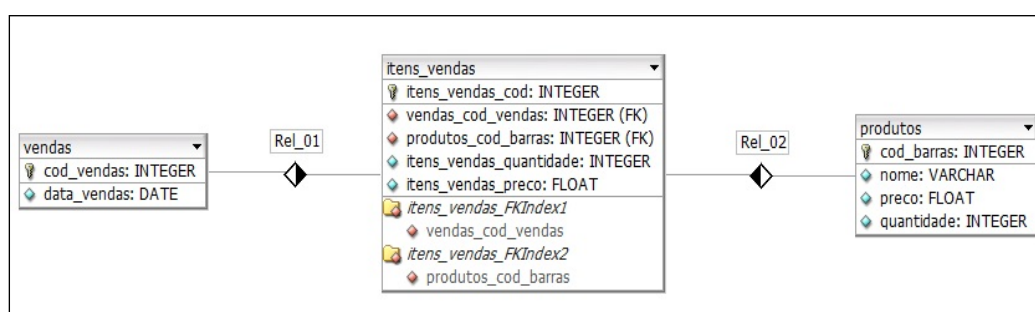 vendas
cod_vendas: INTEGER
data_vendas: DATE
Rel_01
itens_vendas
itens_vendas_cod: INTEGER
vendas_cod_vendas: INTEGER (FK)
produtos_cod_barras: INTEGER (FK)
itens_vendas_quantidade: INTEGER
itens_vendas_preco: FLOAT
itens_vendas_FKIndex1
vendas_cod_vendas
itens_vendas_FKIndex2
produtos_cod_barras
Rel_02
produtos
cod_barras: INTEGER
nome: VARCHAR
preco: FLOAT
quantidade: INTEGER